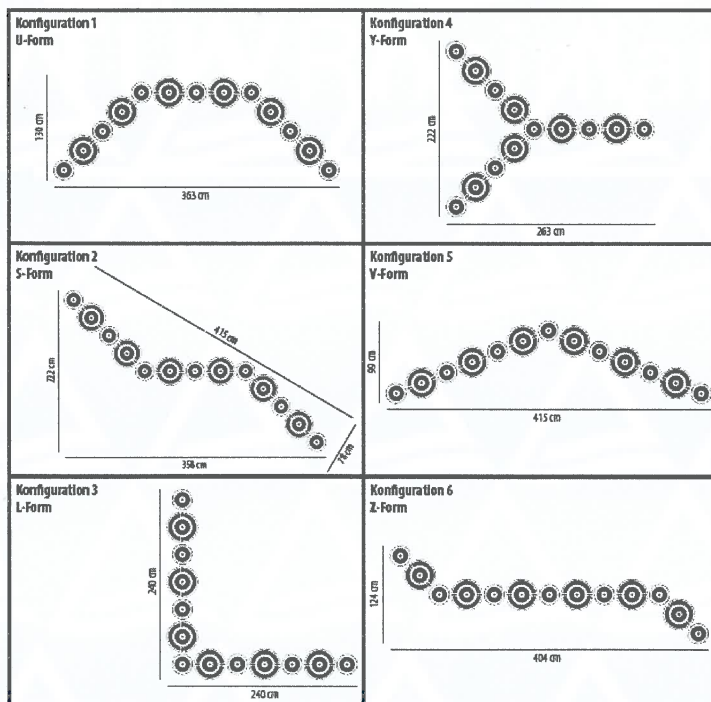 Konfiguration 1
U-Form
130 cm
363 cm
Konfiguration 4
Y-Form
222 cm
263 cm
Konfiguration 2
S-Form
415 cm
222 cm
358 cm
78 cm
Konfiguration 5
V-Form
99 cm
415 cm
Konfiguration 3
L-Form
240 cm
240 cm
Konfiguration 6
Z-Form
124 cm
404 cm